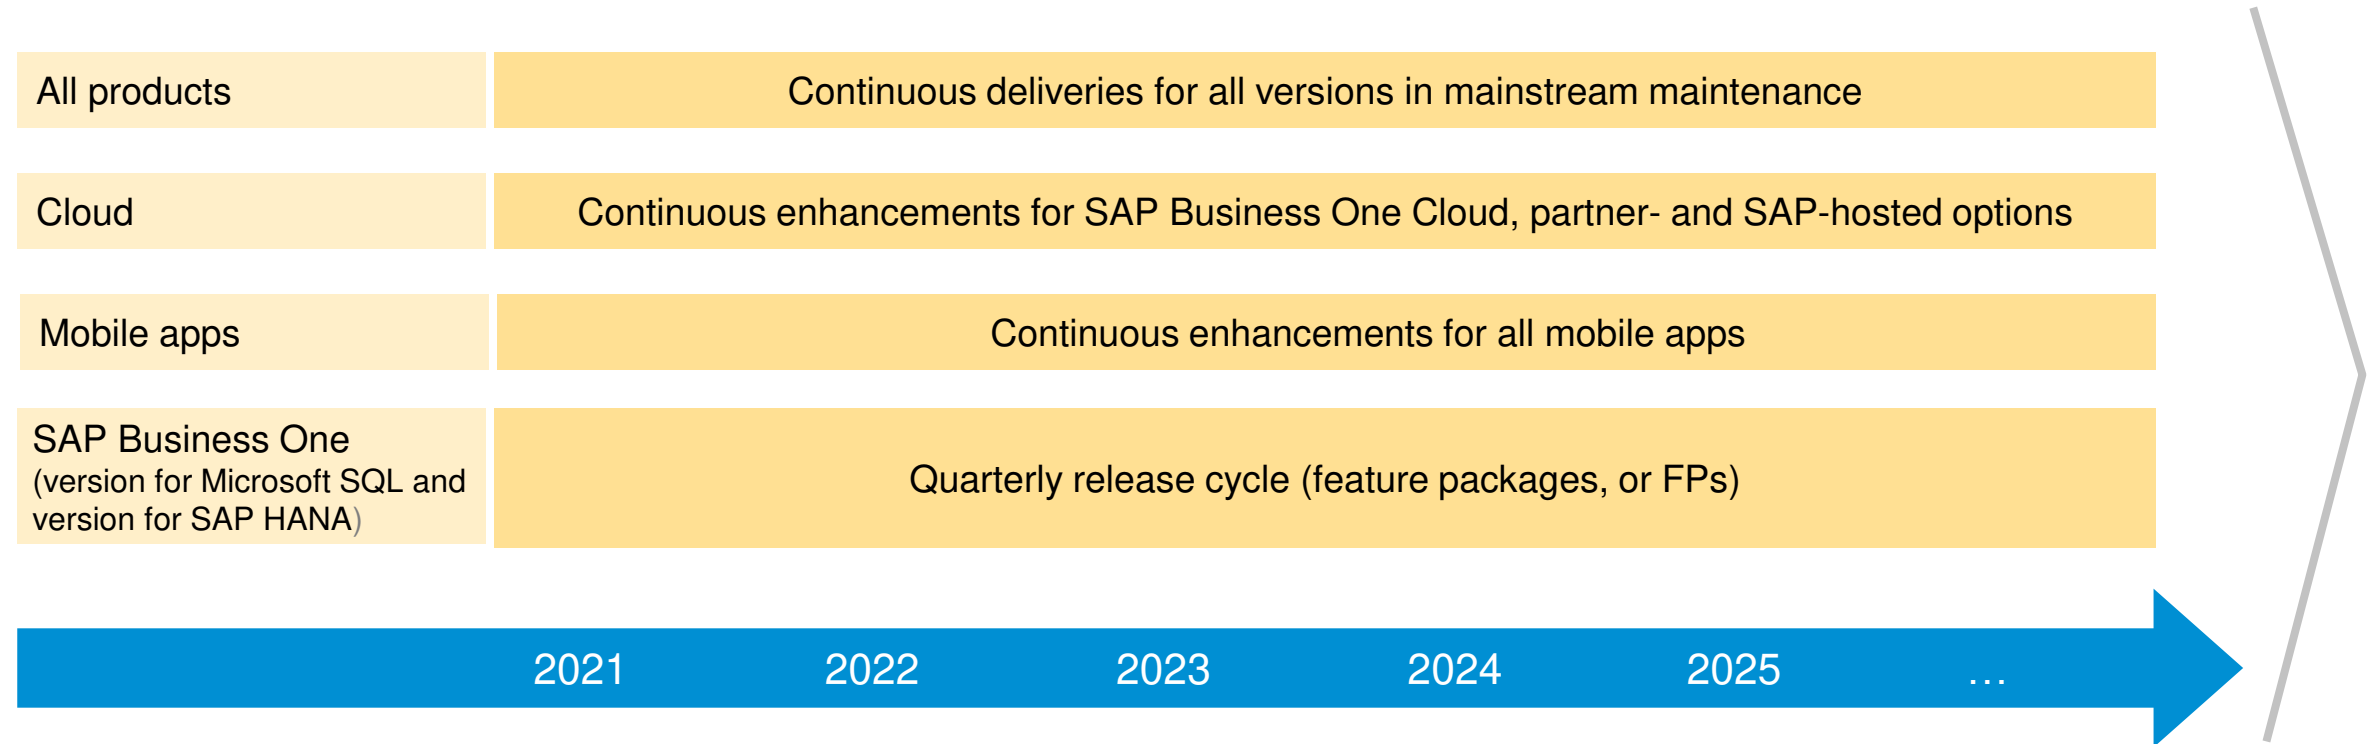 All products
Continuous deliveries for all versions in mainstream maintenance
Cloud
Continuous enhancements for SAP Business One Cloud, partner- and SAP-hosted options
Mobile apps
Continuous enhancements for all mobile apps
SAP Business One
(version for Microsoft SQL and
version for SAP HANA)
Quarterly release cycle (feature packages, or FPs)
2021 2022 2023 2024 2025 …